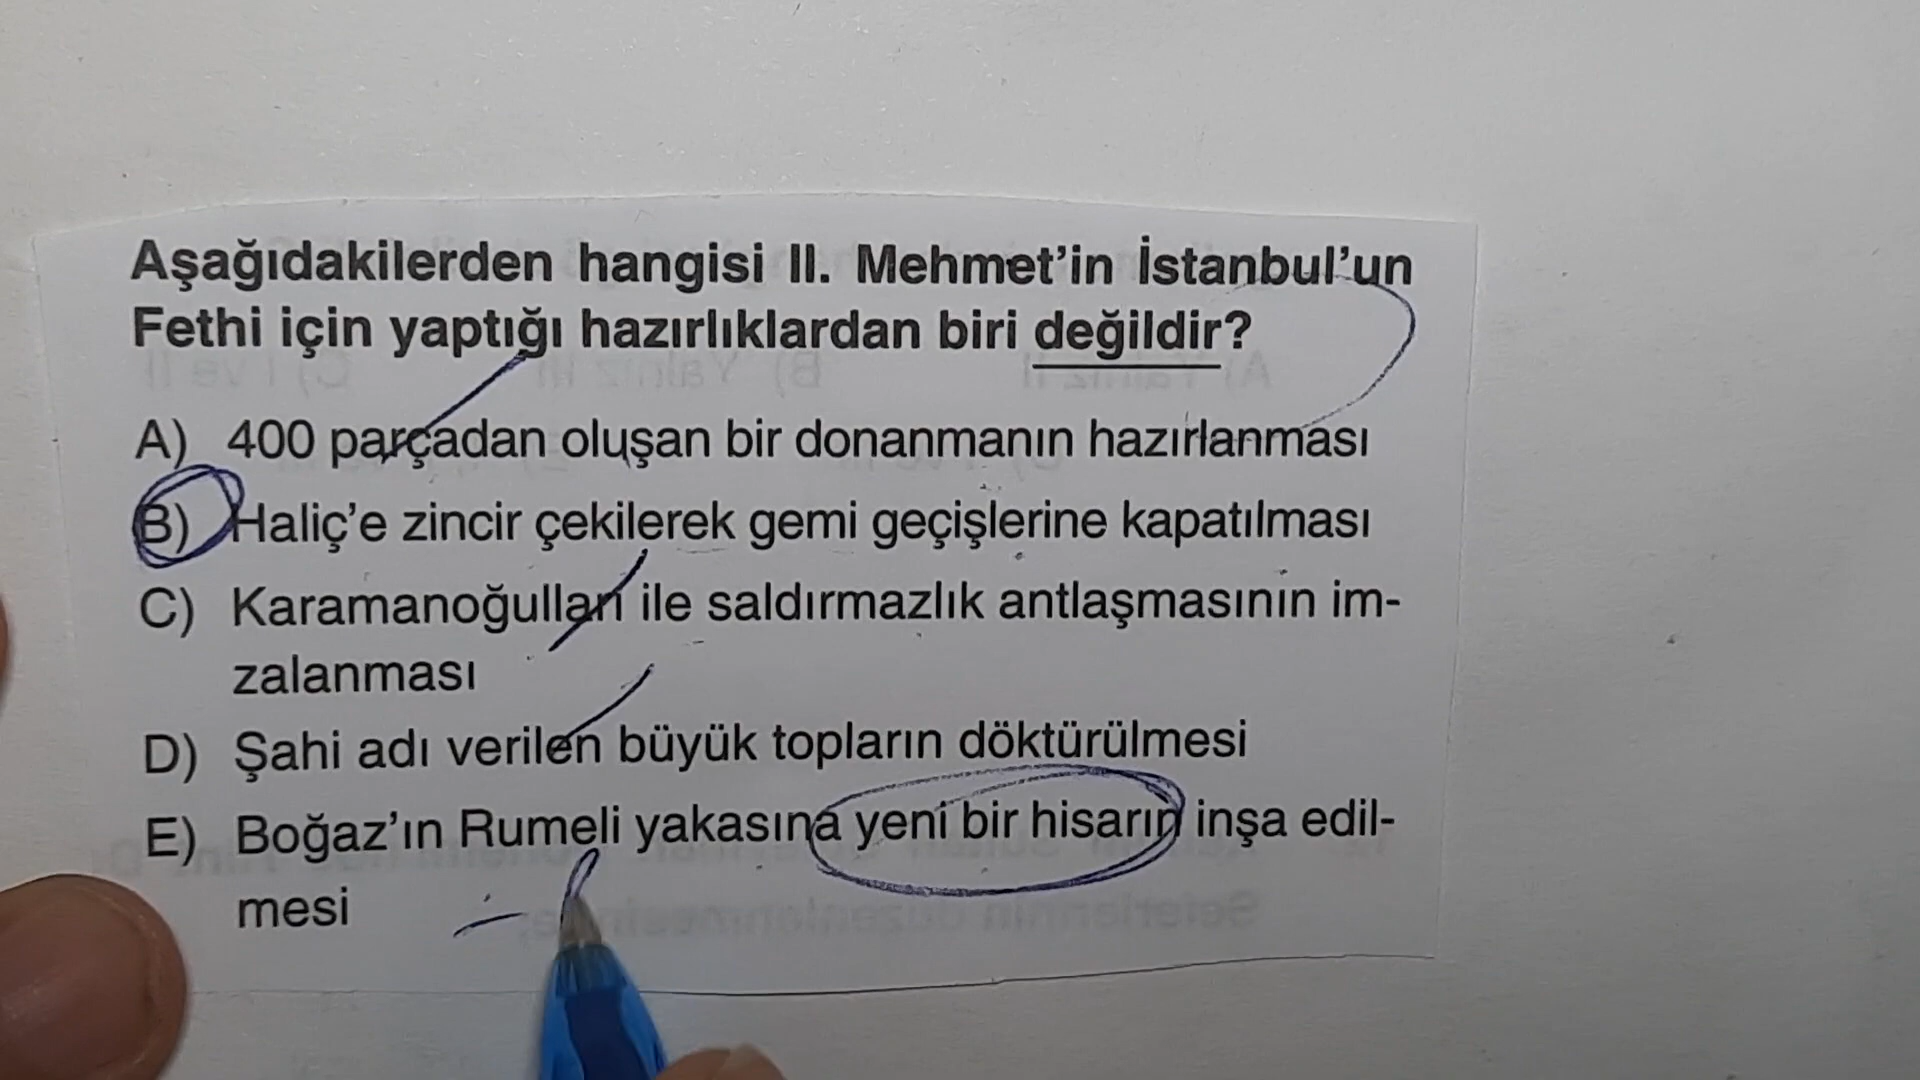 Aşağıdakilerden hangisi II. Mehmet'in İstanbul'un
Fethi için yaptığı hazırlıklardan biri değildir?
A) 400 parçadan oluşan bir donanmanın hazırlanması
B) Haliç'e zincir çekilerek gemi geçişlerine kapatılması
C) Karamanoğulları ile saldırmazlık antlaşmasının im-
zalanması
D) Şahi adı verilen büyük topların döktürülmesi
E) Boğaz'ın Rumeli yakasına yeni bir hisarın inşa edil-
mesi